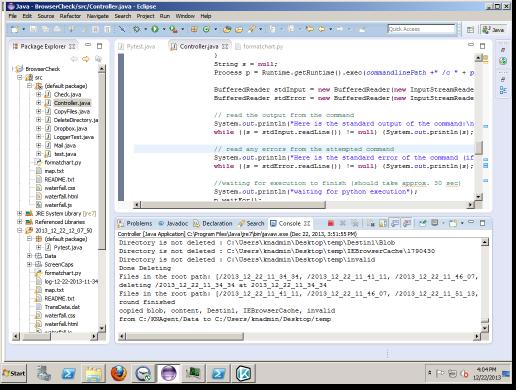 Java - BrowserCheck/src/Controller.java - Eclipse
File Edit Source Refactor Navigate Search Project Run Window Help
Quick Access
Java
Package Explorer
BrowserCheck
src
(default package)
Check.java
Controller.java
CopyFiles.java
DeleteDirectory.ja
Dropbox.java
LoggerTest.java
Mail.java
test.java
formatchart.py
map.txt
README.txt
waterfall.css
waterfall.html
waterfall.js
JRE System Library [jre7]
Referenced Libraries
2013_12_22_12_07_50
(default package)
Pytest.java
Data
ScreenCaps
formatchart.py
log-12-22-2013-11-34
map.txt
README.txt
TransData.dat
waterfall.css
waterfall.html
Pytest.java
Controller.java
formatchart.py
}
String s = null;
Process p = Runtime.getRuntime().exec(commandlinePath +" /c " + p
BufferedReader stdInput = new BufferedReader(new InputStreamRead
BufferedReader stdError = new BufferedReader(new InputStreamRead
// read the output from the command
System.out.println("Here is the standard output of the command:\n
while ((s = stdInput.readLine()) != null) {System.out.println(s);
// read any errors from the attempted command
System.out.println("Here is the standard error of the command (if
while ((s = stdError.readLine()) != null) {System.out.println(s);
//waiting for execution to finish (should take approx. 50 sec)
System.out.println("waiting for python execution");
p.waitFor();
Problems Javadoc Declaration Search Console
Controller [Java Application] C:\Program Files\Java\jre7\bin\javaw.exe (Dec 22, 2013, 3:51:55 PM)
Directory is not deleted : C:\Users\knadmin\Desktop\temp\Destin1\Blob
Directory is not deleted : C:\Users\knadmin\Desktop\temp\IEBrowserCache\1790430
Directory is not deleted : C:\Users\knadmin\Desktop\temp\invalid
Done Deleting
Files in the root path: [/2013_12_22_11_34_34, /2013_12_22_11_41_11, /2013_12_22_11_46_07,
deleting /2013_12_22_11_34_34 at 2013_12_22_11_34_34
Files in the root path: [/2013_12_22_11_41_11, /2013_12_22_11_46_07, /2013_12_22_11_51_13,
round finished
copied blob, content, Destin1, IEBrowserCache, invalid
from C:/KNAgent/Data to C:/Users/knadmin/Desktop/temp
Start
4:04 PM
12/22/2013